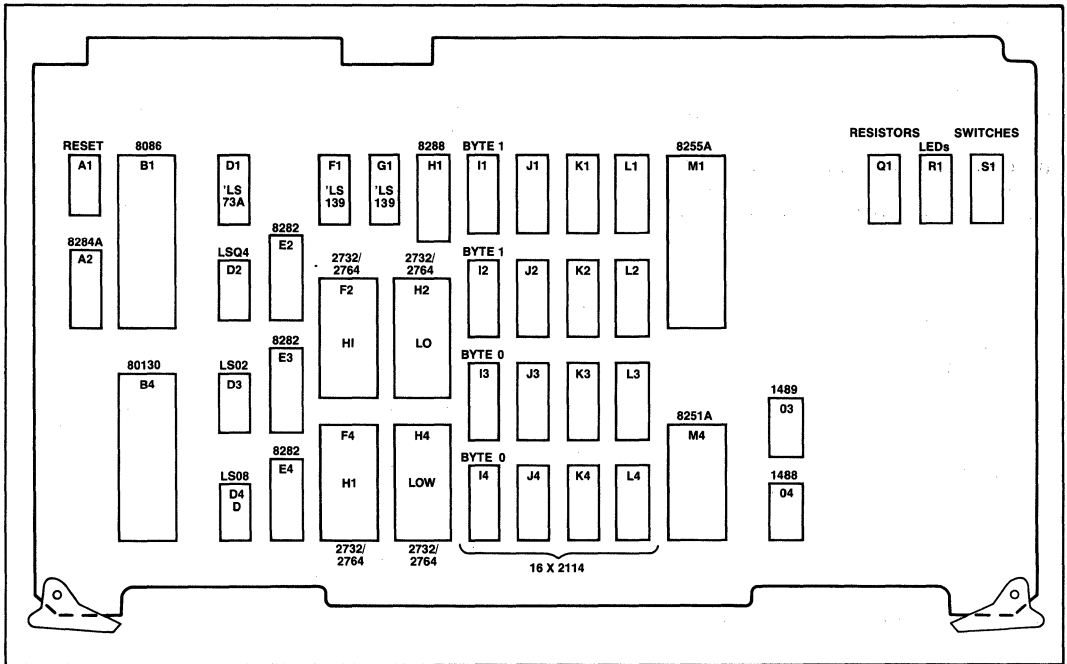 RESISTORS SWITCHES
LEDs
RESET 8086 8288 BYTE 1 8255A
A1 B1 D1 F1 G1 H1 I1 J1 K1 L1 M1 Q1 R1 S1
'LS 'LS 'LS
73A 139 139
8284A 8282 LSQ4 2732/ 2732/ BYTE 1
2764 2764
A2 E2 D2 F2 H2 I2 J2 K2 L2
HI LO
80130 8282 LS02 BYTE 0
B4 E3 D3 I3 J3 K3 L3
1489
03
8251A
F4 H4 M4
8282 LS08 BYTE 0 1488
E4 D4 I4 J4 K4 L4 04
D
H1 LOW
2732/ 2732/
2764 2764
16 X 2114